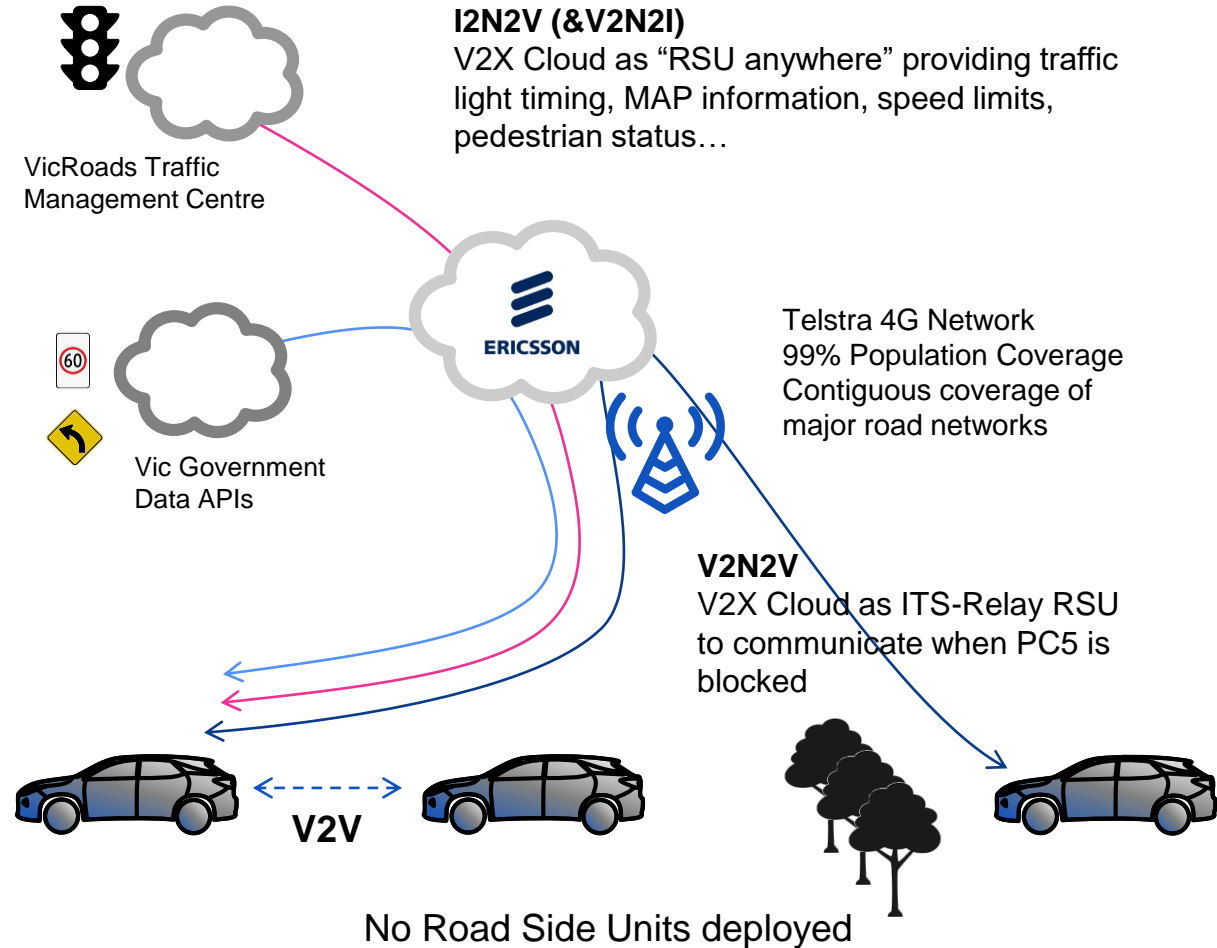 I2N2V (&V2N2I)
V2X Cloud as “RSU anywhere” providing traffic
light timing, MAP information, speed limits,
pedestrian status…
VicRoads Traffic
Management Centre
ERICSSON
60
Vic Government
Data APIs
Telstra 4G Network
99% Population Coverage
Contiguous coverage of
major road networks
V2N2V
V2X Cloud as ITS-Relay RSU
to communicate when PC5 is
blocked
V2V
No Road Side Units deployed